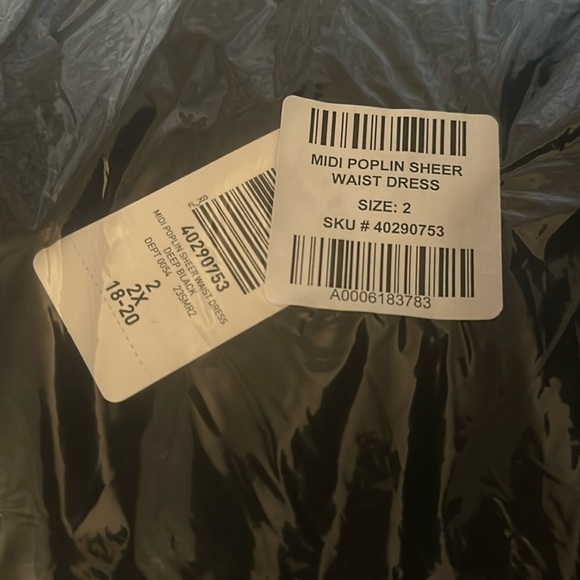 MIDI POPLIN SHEER
WAIST DRESS
SIZE: 2
SKU # 40290753
A0006183783
40290753
MIDI POPLIN SHEER WAIST DRESS
DEEP BLACK
DEPT 0054 23SMR2
2
2X
18-20